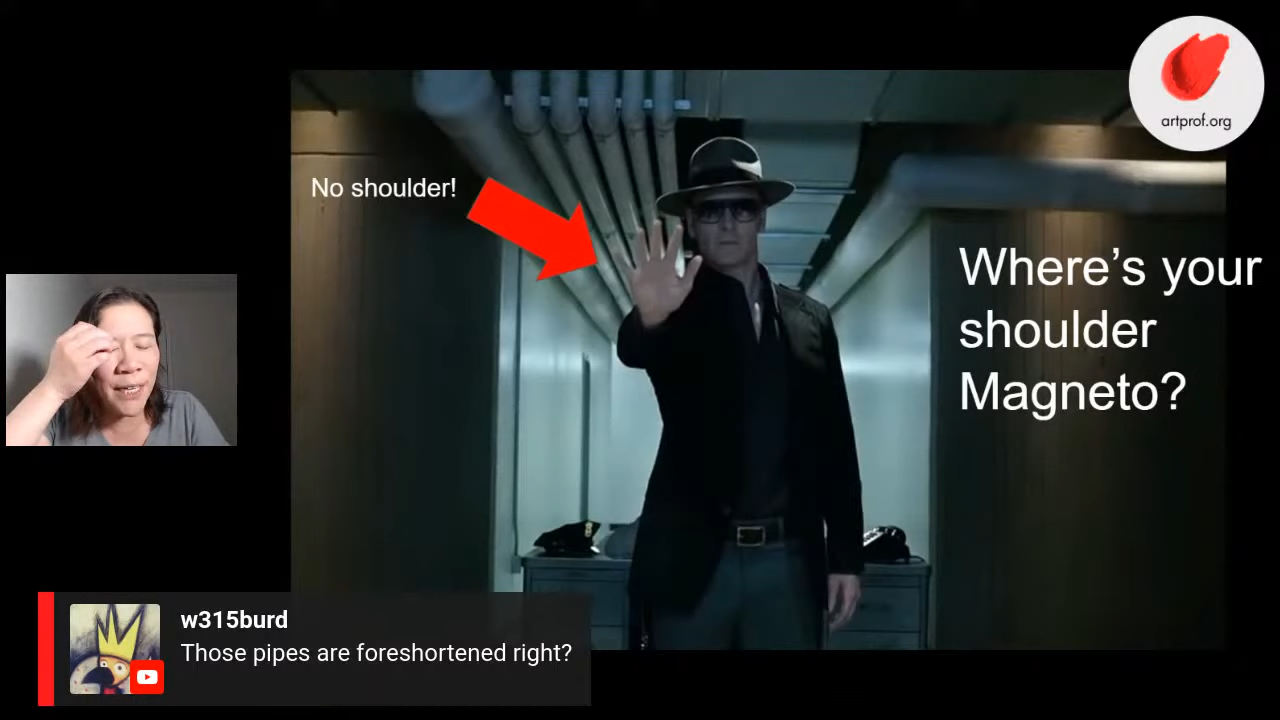 artprof.org
No shoulder!
Where's your
shoulder
Magneto?
w315burd
Those pipes are foreshortened right?